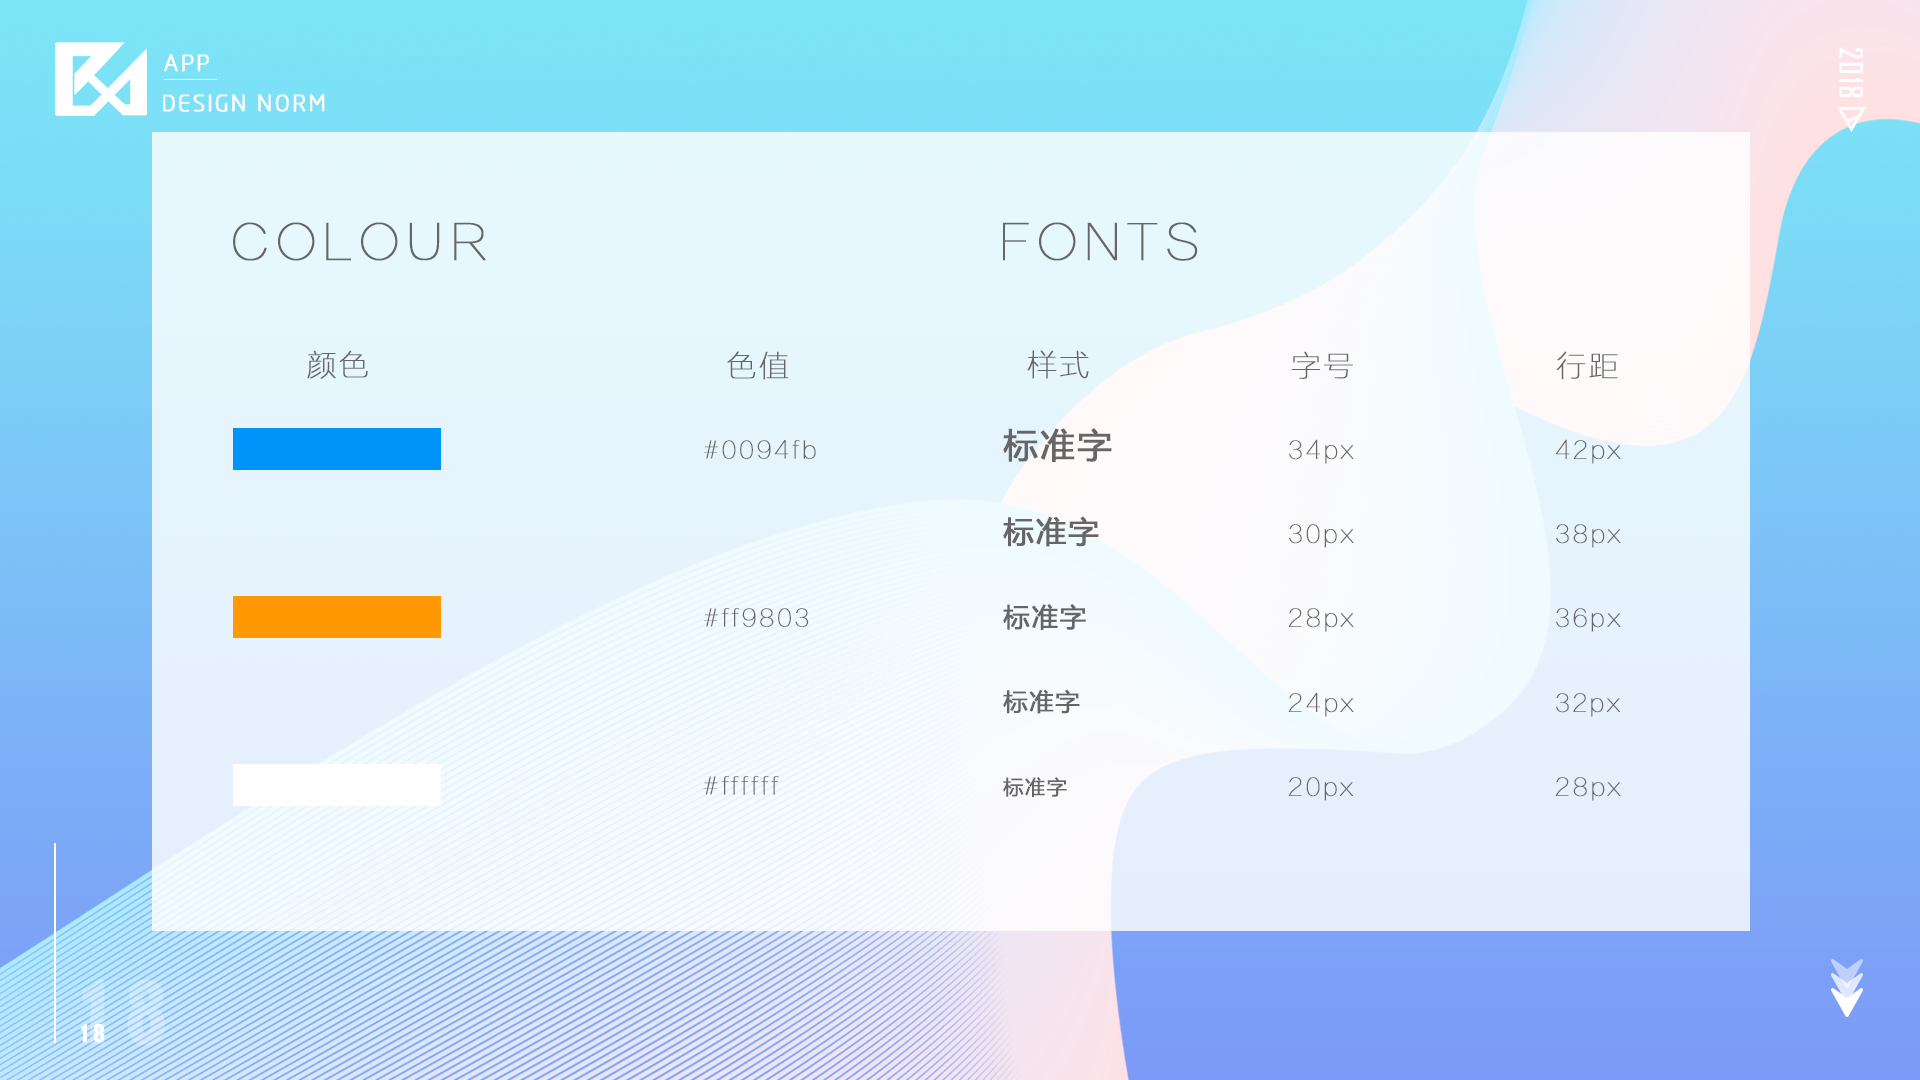 APP
DESIGN NORM
2018
COLOUR
FONTS
颜色 色值
样式 字号 行距
#0094fb
标准字 34px 42px
标准字 30px 38px
#ff9803
标准字 28px 36px
标准字 24px 32px
#ffffff
标准字 20px 28px
18
18